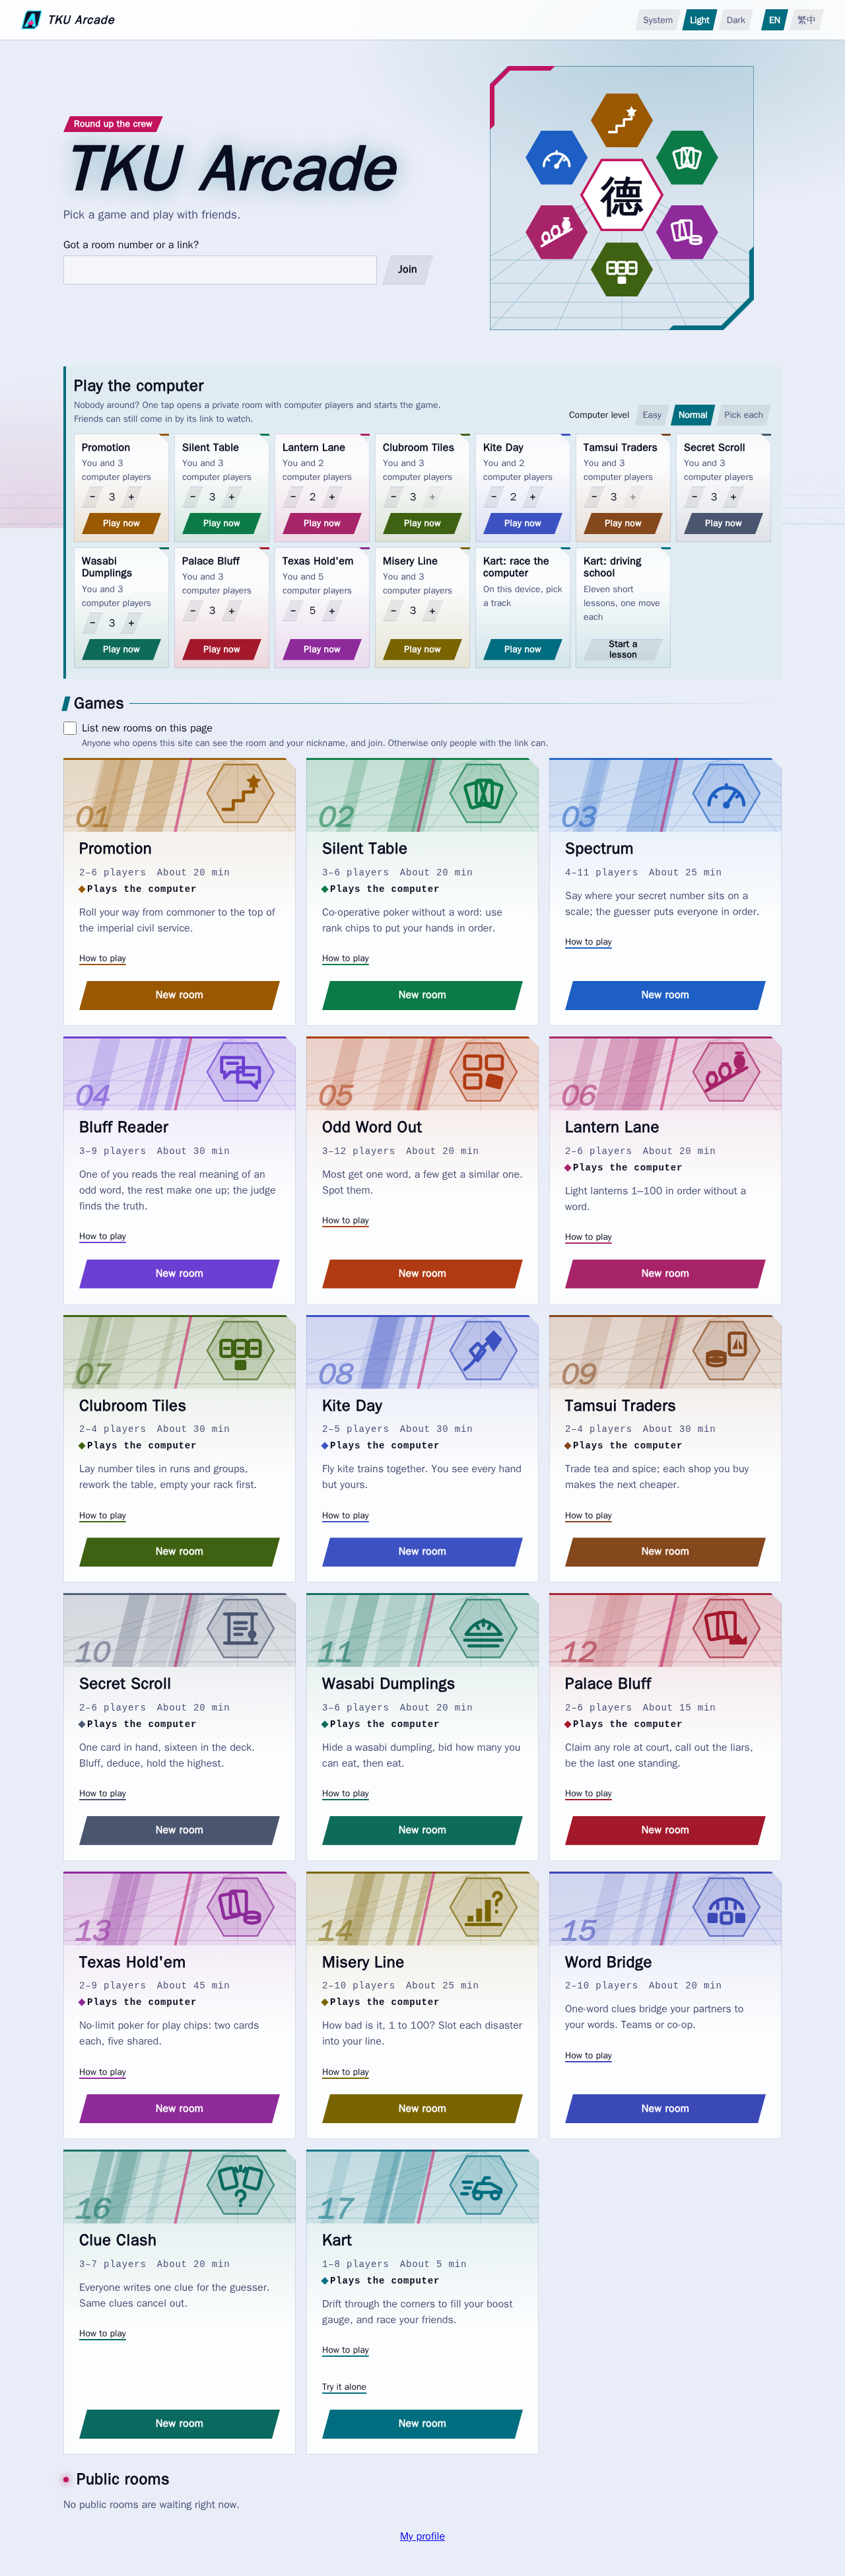 TKU Arcade
System Light Dark EN 繁中
Round up the crew
TKU Arcade
Pick a game and play with friends.
Got a room number or a link?
Join
德
Play the computer
Nobody around? One tap opens a private room with computer players and starts the game.
Friends can still come in by its link to watch.
Computer level Easy Normal Pick each
Promotion
You and 3
computer players
− 3 +
Play now
Silent Table
You and 3
computer players
− 3 +
Play now
Lantern Lane
You and 2
computer players
− 2 +
Play now
Clubroom Tiles
You and 3
computer players
− 3 +
Play now
Kite Day
You and 2
computer players
− 2 +
Play now
Tamsui Traders
You and 3
computer players
− 3 +
Play now
Secret Scroll
You and 3
computer players
− 3 +
Play now
Wasabi
Dumplings
You and 3
computer players
− 3 +
Play now
Palace Bluff
You and 3
computer players
− 3 +
Play now
Texas Hold'em
You and 5
computer players
− 5 +
Play now
Misery Line
You and 3
computer players
− 3 +
Play now
Kart: race the
computer
On this device, pick
a track
Play now
Kart: driving
school
Eleven short
lessons, one move
each
Start a
lesson
Games
List new rooms on this page
Anyone who opens this site can see the room and your nickname, and join. Otherwise only people with the link can.
01
Promotion
2–6 players About 20 min
Plays the computer
Roll your way from commoner to the top of
the imperial civil service.
How to play
New room
02
Silent Table
3–6 players About 20 min
Plays the computer
Co-operative poker without a word: use
rank chips to put your hands in order.
How to play
New room
03
Spectrum
4–11 players About 25 min
Say where your secret number sits on a
scale; the guesser puts everyone in order.
How to play
New room
04
Bluff Reader
3–9 players About 30 min
One of you reads the real meaning of an
odd word, the rest make one up; the judge
finds the truth.
How to play
New room
05
Odd Word Out
3–12 players About 20 min
Most get one word, a few get a similar one.
Spot them.
How to play
New room
06
Lantern Lane
2–6 players About 20 min
Plays the computer
Light lanterns 1–100 in order without a
word.
How to play
New room
07
Clubroom Tiles
2–4 players About 30 min
Plays the computer
Lay number tiles in runs and groups,
rework the table, empty your rack first.
How to play
New room
08
Kite Day
2–5 players About 30 min
Plays the computer
Fly kite trains together. You see every hand
but yours.
How to play
New room
09
Tamsui Traders
2–4 players About 30 min
Plays the computer
Trade tea and spice; each shop you buy
makes the next cheaper.
How to play
New room
10
Secret Scroll
2–6 players About 20 min
Plays the computer
One card in hand, sixteen in the deck.
Bluff, deduce, hold the highest.
How to play
New room
11
Wasabi Dumplings
3–6 players About 20 min
Plays the computer
Hide a wasabi dumpling, bid how many you
can eat, then eat.
How to play
New room
12
Palace Bluff
2–6 players About 15 min
Plays the computer
Claim any role at court, call out the liars,
be the last one standing.
How to play
New room
13
Texas Hold'em
2–9 players About 45 min
Plays the computer
No-limit poker for play chips: two cards
each, five shared.
How to play
New room
14
Misery Line
2–10 players About 25 min
Plays the computer
How bad is it, 1 to 100? Slot each disaster
into your line.
How to play
New room
15
Word Bridge
2–10 players About 20 min
One-word clues bridge your partners to
your words. Teams or co-op.
How to play
New room
16
Clue Clash
3–7 players About 20 min
Everyone writes one clue for the guesser.
Same clues cancel out.
How to play
New room
17
Kart
1–8 players About 5 min
Plays the computer
Drift through the corners to fill your boost
gauge, and race your friends.
How to play
Try it alone
New room
Public rooms
No public rooms are waiting right now.
My profile